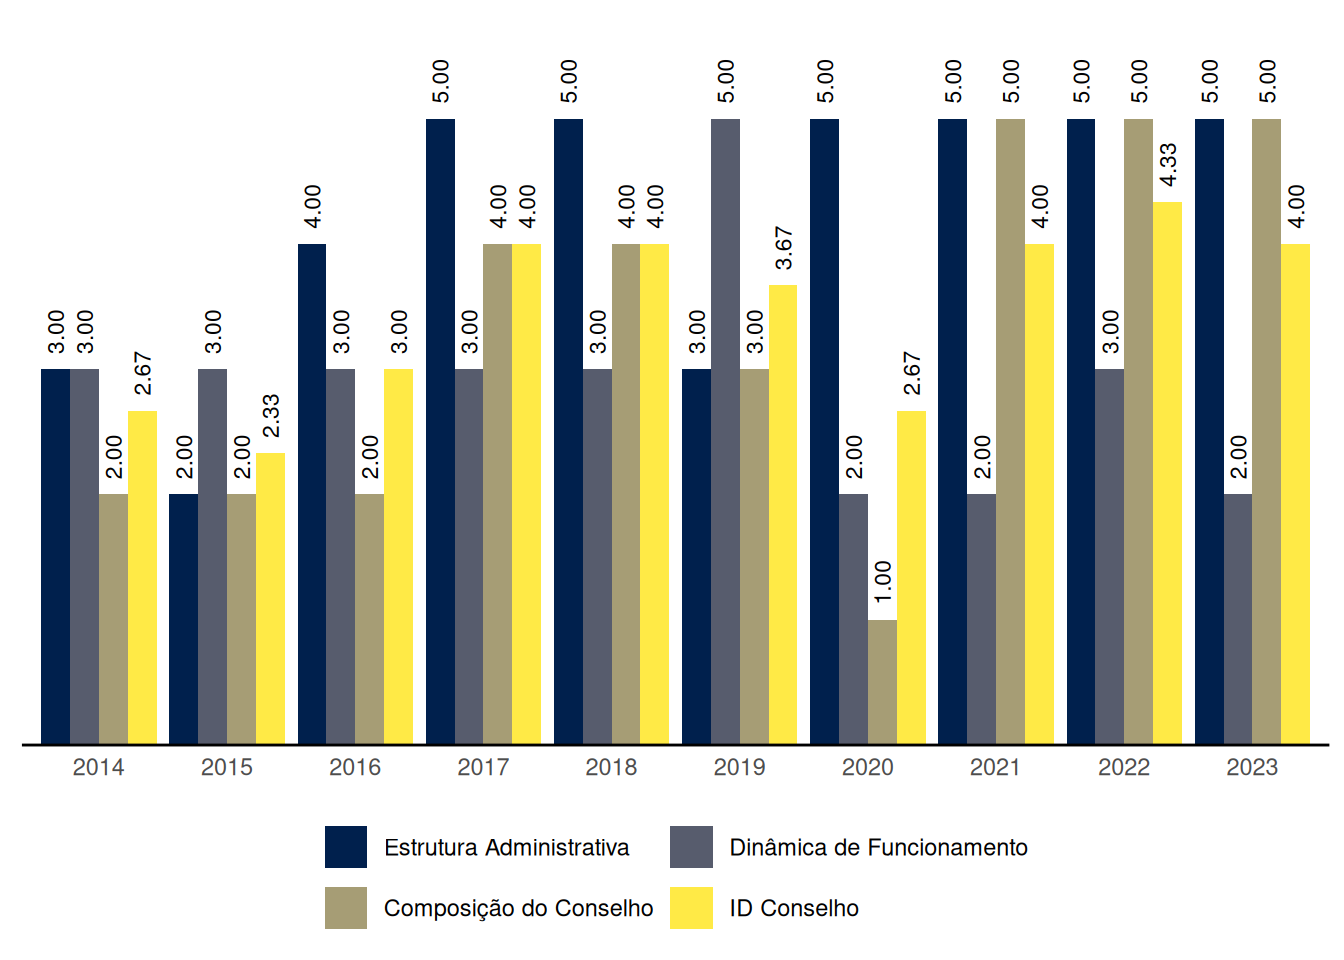 5.00 5.00 5.00 5.00 5.00 5.00 5.00 5.00 5.00 5.00
4.33
4.00 4.00 4.00 4.00 4.00 4.00 4.00
3.67
3.00 3.00 3.00 3.00 3.00 3.00 3.00 3.00 3.00 3.00
2.67 2.67
2.33
2.00 2.00 2.00 2.00 2.00 2.00 2.00
1.00
2014 2015 2016 2017 2018 2019 2020 2021 2022 2023
Estrutura Administrativa Dinâmica de Funcionamento
Composição do Conselho ID Conselho